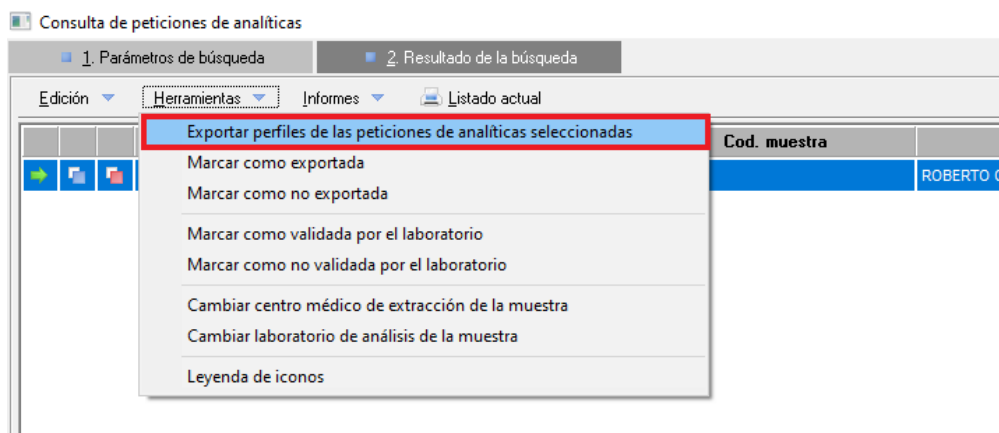 Consulta de peticiones de analíticas
1. Parámetros de búsqueda 2. Resultado de la búsqueda
Edición Herramientas Informes Listado actual
Exportar perfiles de las peticiones de analíticas seleccionadas
Cod. muestra
Marcar como exportada
ROBERTO
Marcar como no exportada
Marcar como validada por el laboratorio
Marcar como no validada por el laboratorio
Cambiar centro médico de extracción de la muestra
Cambiar laboratorio de análisis de la muestra
Leyenda de iconos